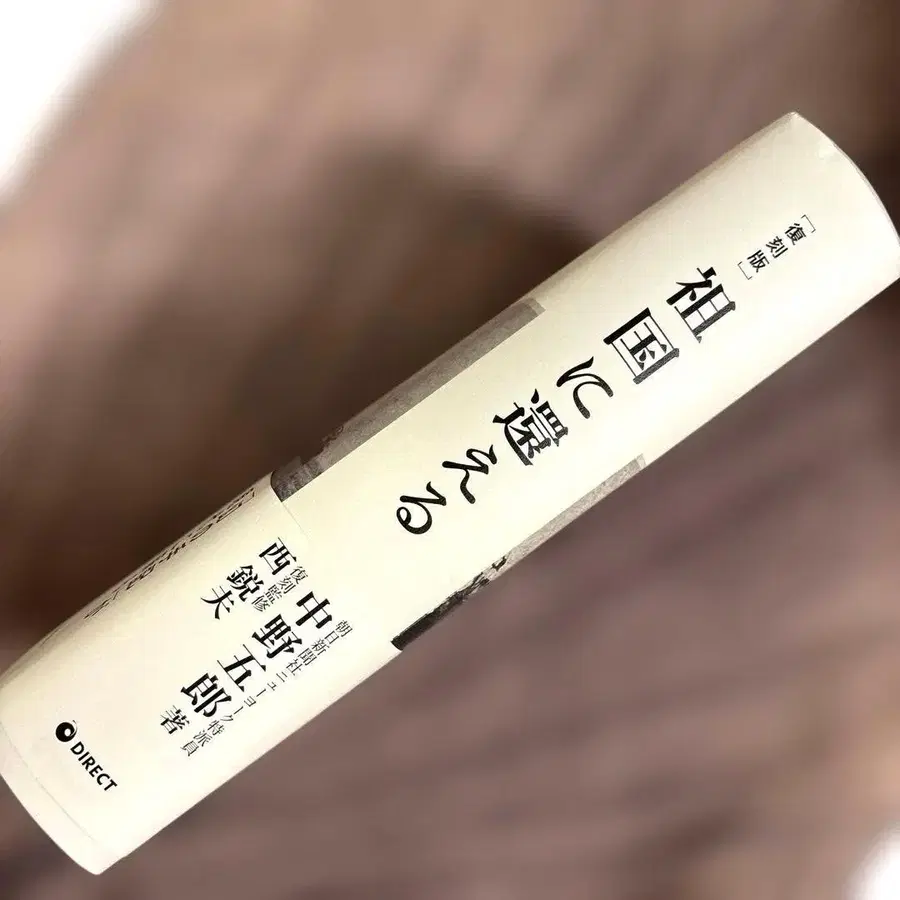 [復刻版]
祖国に還える
朝日新聞社ニューヨーク特派員
中野五郎 著
復刻監修
西鋭夫
DIRECT